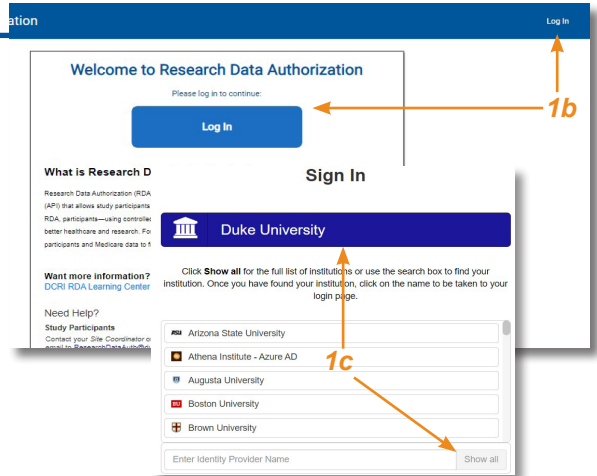 ation
Log In
Welcome to Research Data Authorization
Please log in to continue:
Log In
1b
What is Research D
Research Data Authorization (RDA
(API) that allows study participants
RDA, participants—using controlled
better healthcare and research. Fo
participants and Medicare data to f
Want more information?
DCRI RDA Learning Center
Need Help?
Study Participants
Contact your Site Coordinator o
email to ResearchDataAuth@d
Sign In
Duke University
Click Show all for the full list of institutions or use the search box to find your
institution. Once you have found your institution, click on the name to be taken to your
login page.
ASU Arizona State University
Athena Institute - Azure AD
1c
Augusta University
BU Boston University
Brown University
Enter Identity Provider Name
Show all